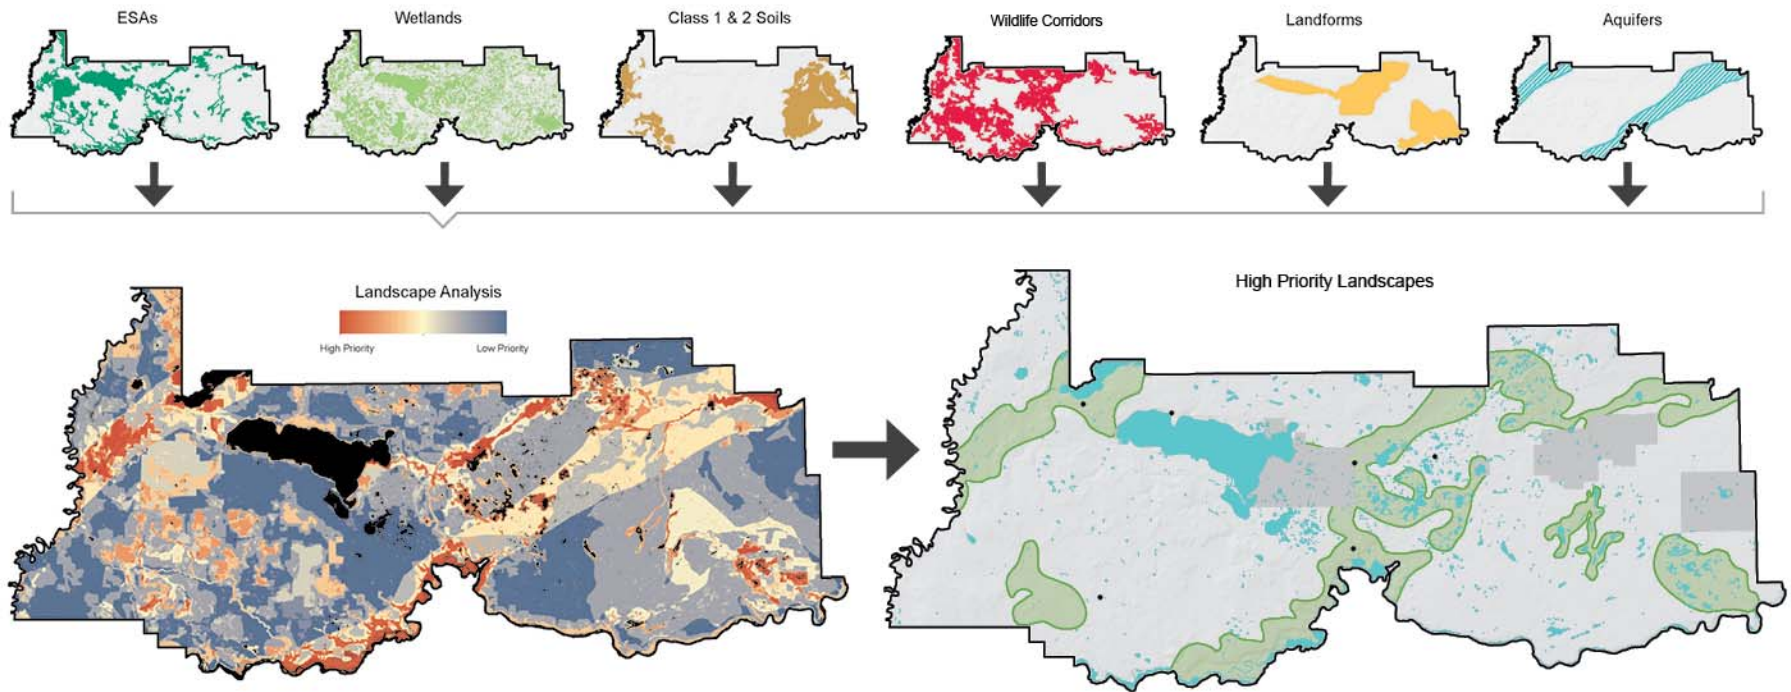 ESAs
Wetlands
Class 1 & 2 Soils
Wildlife Corridors
Landforms
Aquifers
Landscape Analysis
High Priority
Low Priority
High Priority Landscapes